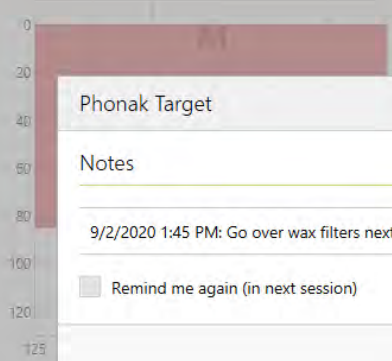 0
20
Phonak Target
40
Notes
60
80
9/2/2020 1:45 PM: Go over wax filters next
100
Remind me again (in next session)
120
125